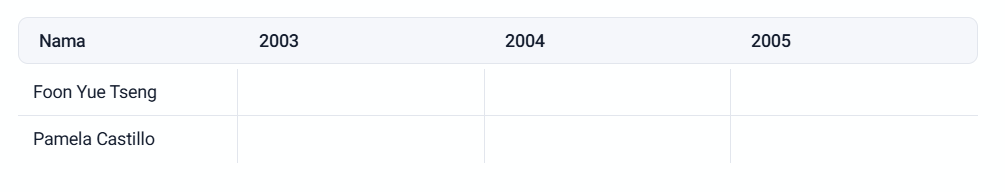 Nama 2003 2004 2005
Foon Yue Tseng
Pamela Castillo